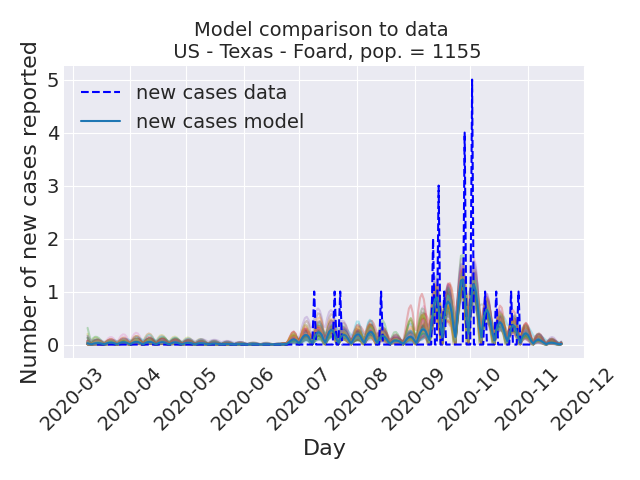 Model comparison to data
US - Texas - Foard, pop. = 1155
Number of new cases reported
5
4
3
2
1
0
new cases data
new cases model
2020-03
2020-04
2020-05
2020-06
2020-07
2020-08
2020-09
2020-10
2020-11
2020-12
Day